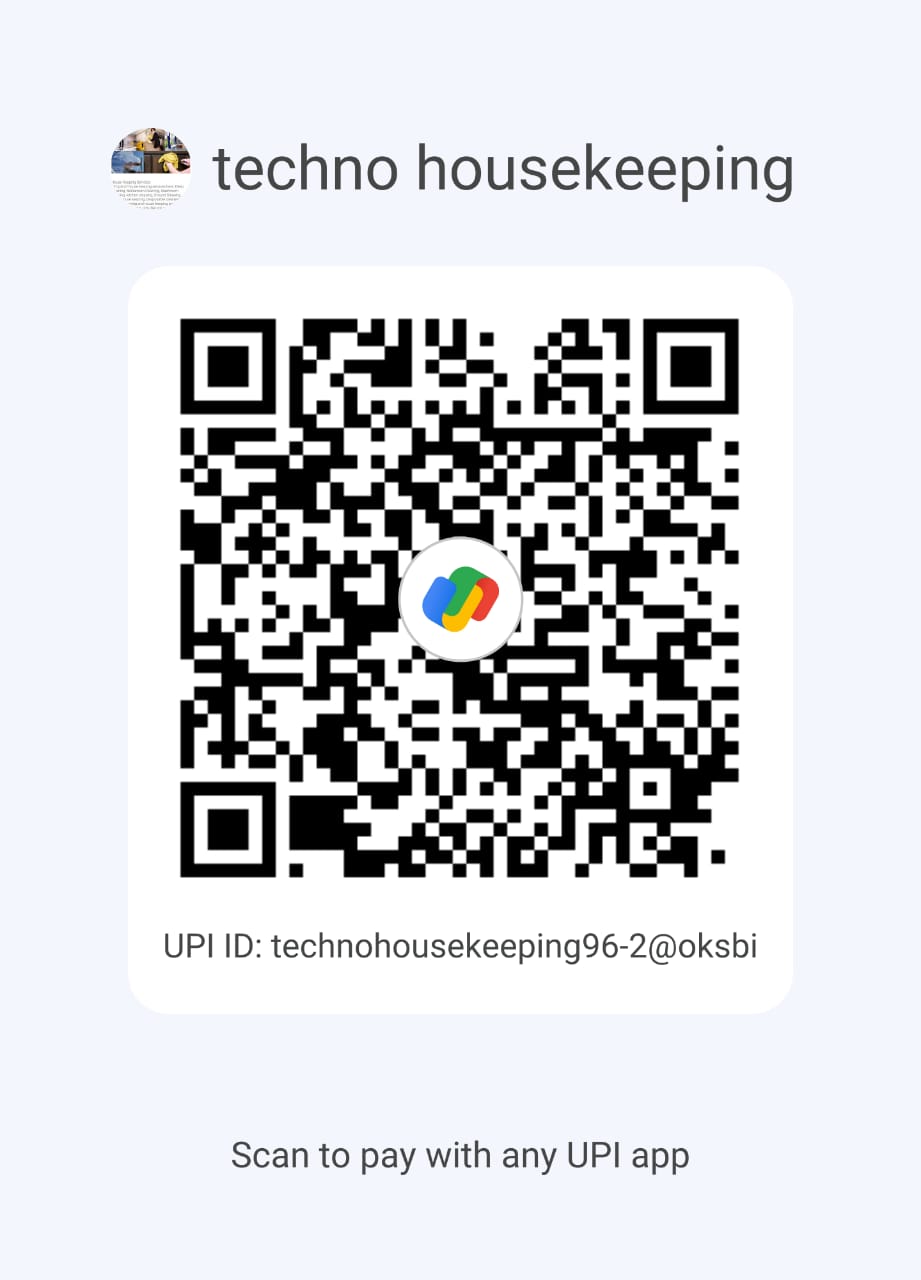 techno housekeeping
UPI ID: technohousekeeping96-2@oksbi
Scan to pay with any UPI app